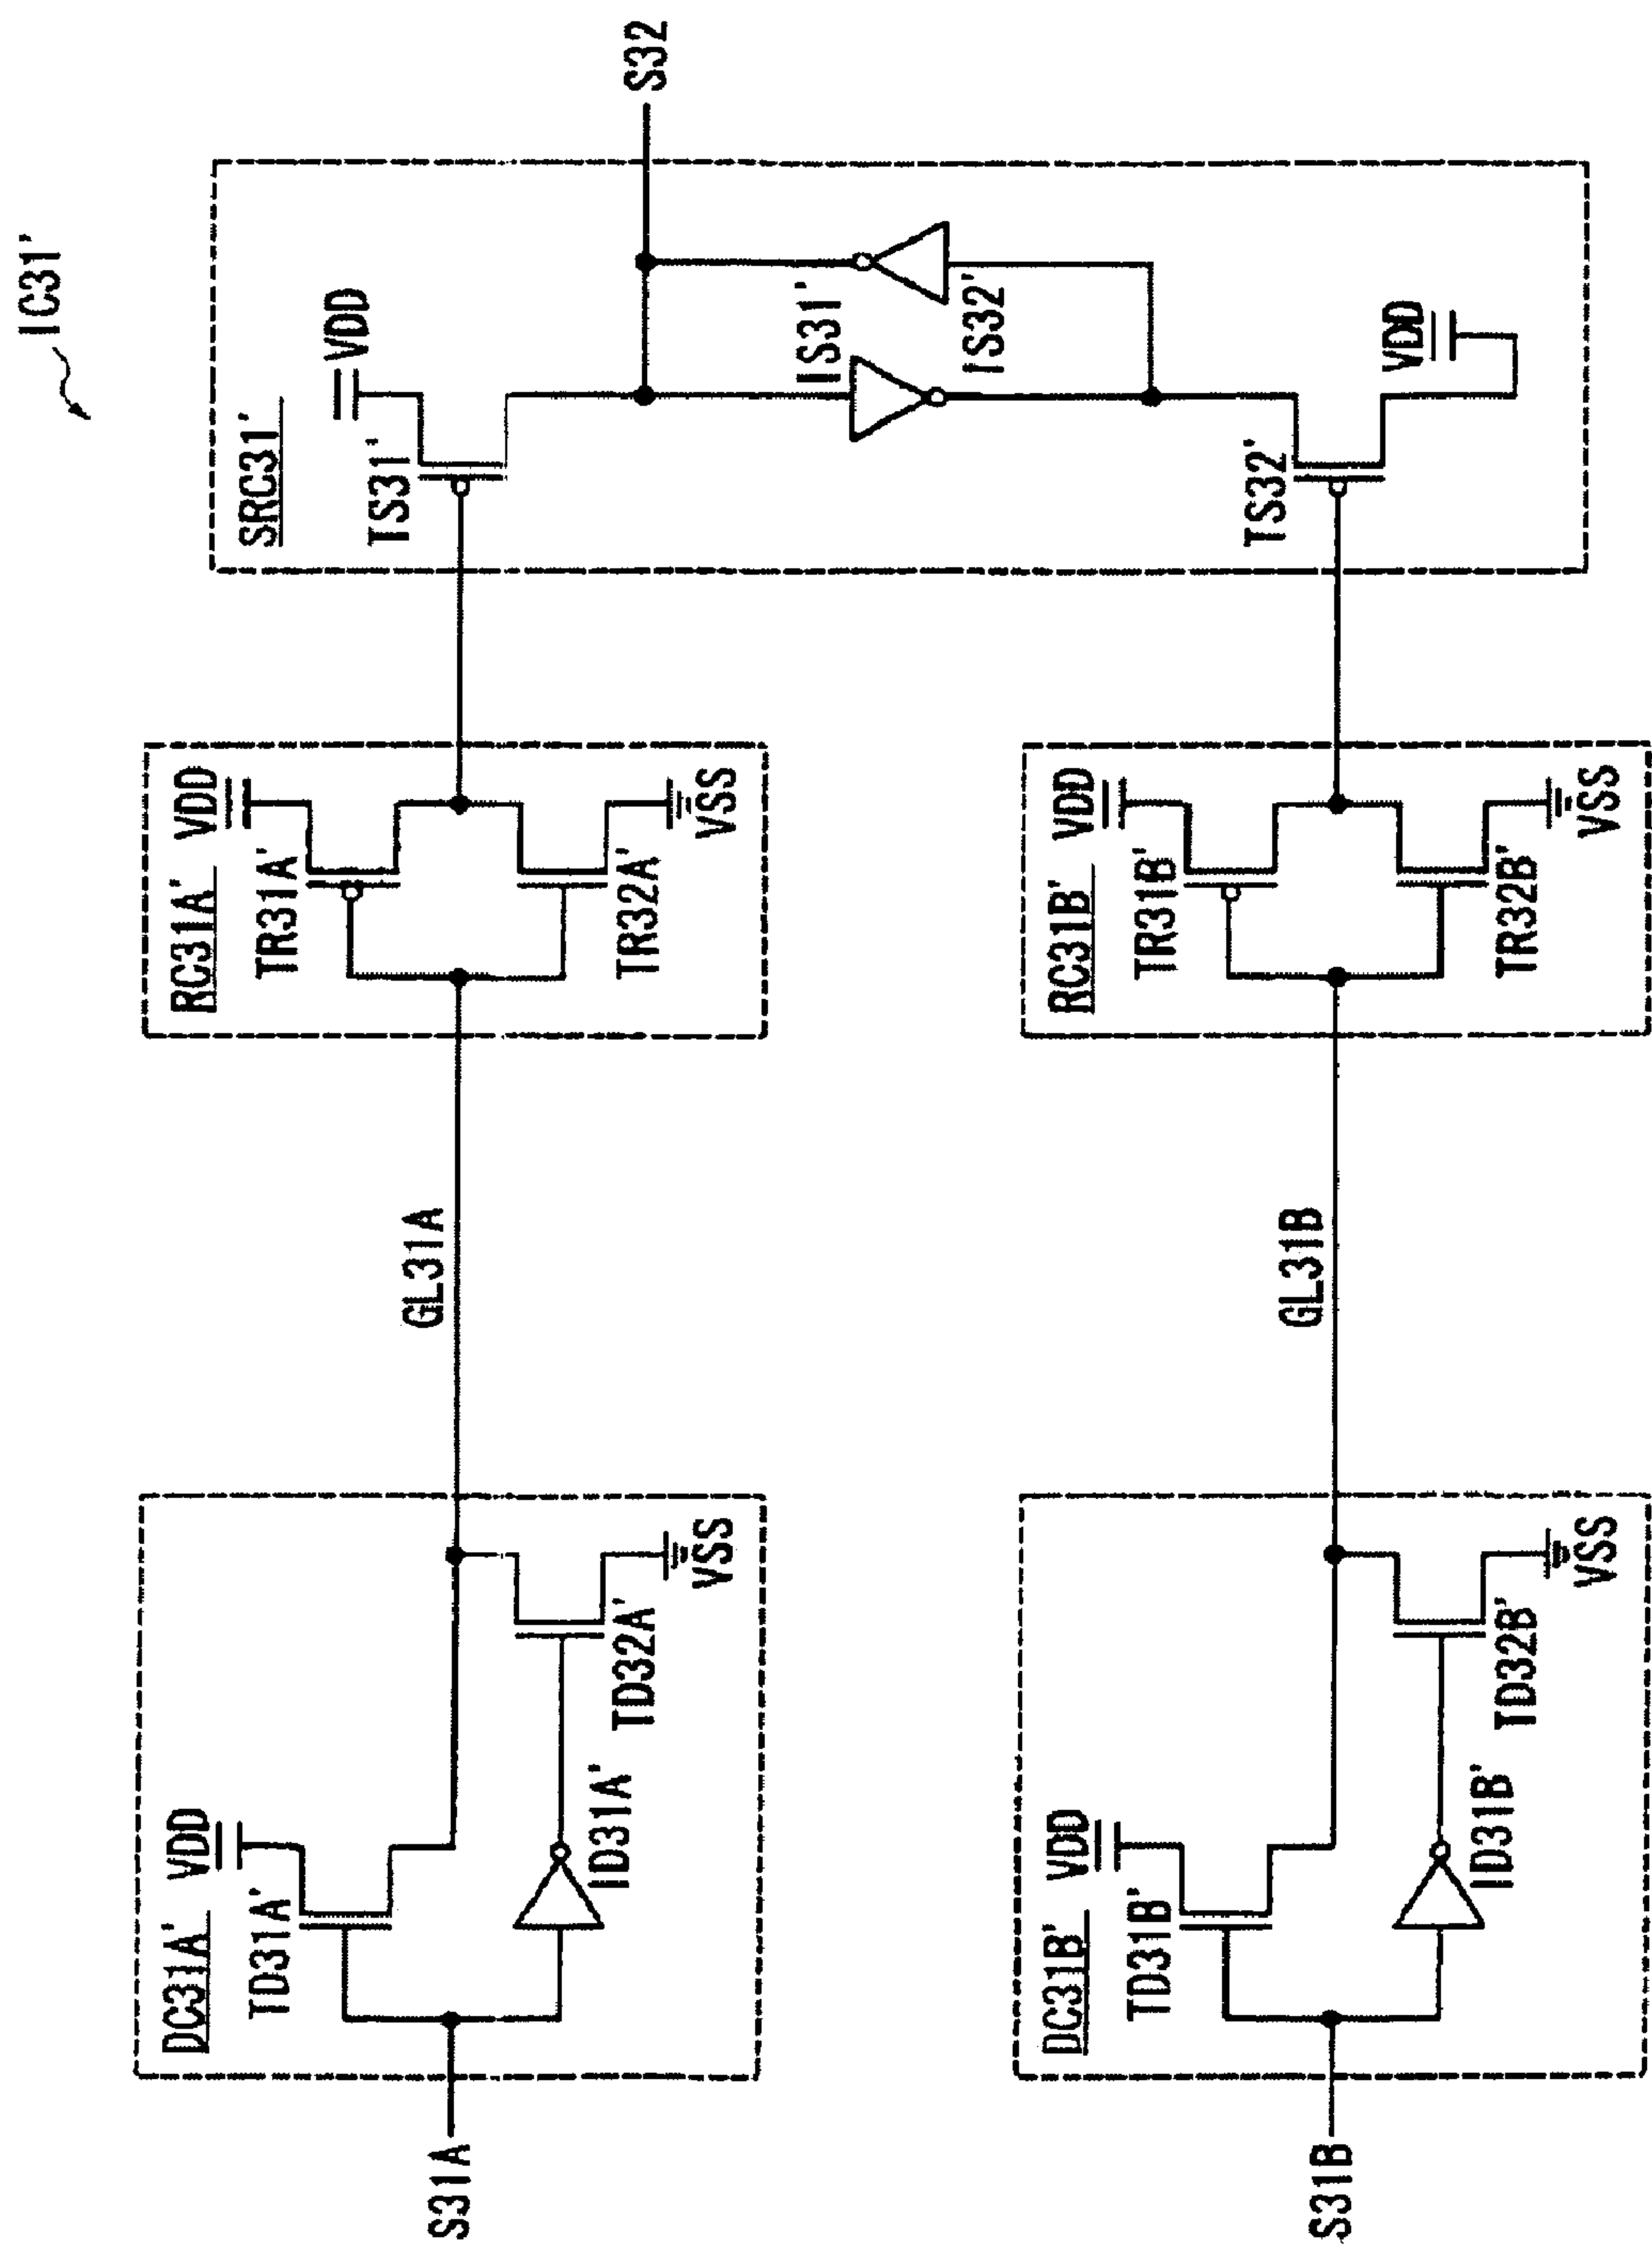 IC31'
SRC31'
VDD
TS31'
S32
IS31'
IS32'
TS32'
VDD
RC31A'
VDD
TR31A'
TR32A'
VSS
RC31B'
VDD
TR31B'
TR32B'
VSS
GL31A
GL31B
DC31A'
VDD
TD31A'
ID31A'
TD32A'
VSS
DC31B'
VDD
TD31B'
ID31B'
TD32B'
VSS
S31A
S31B